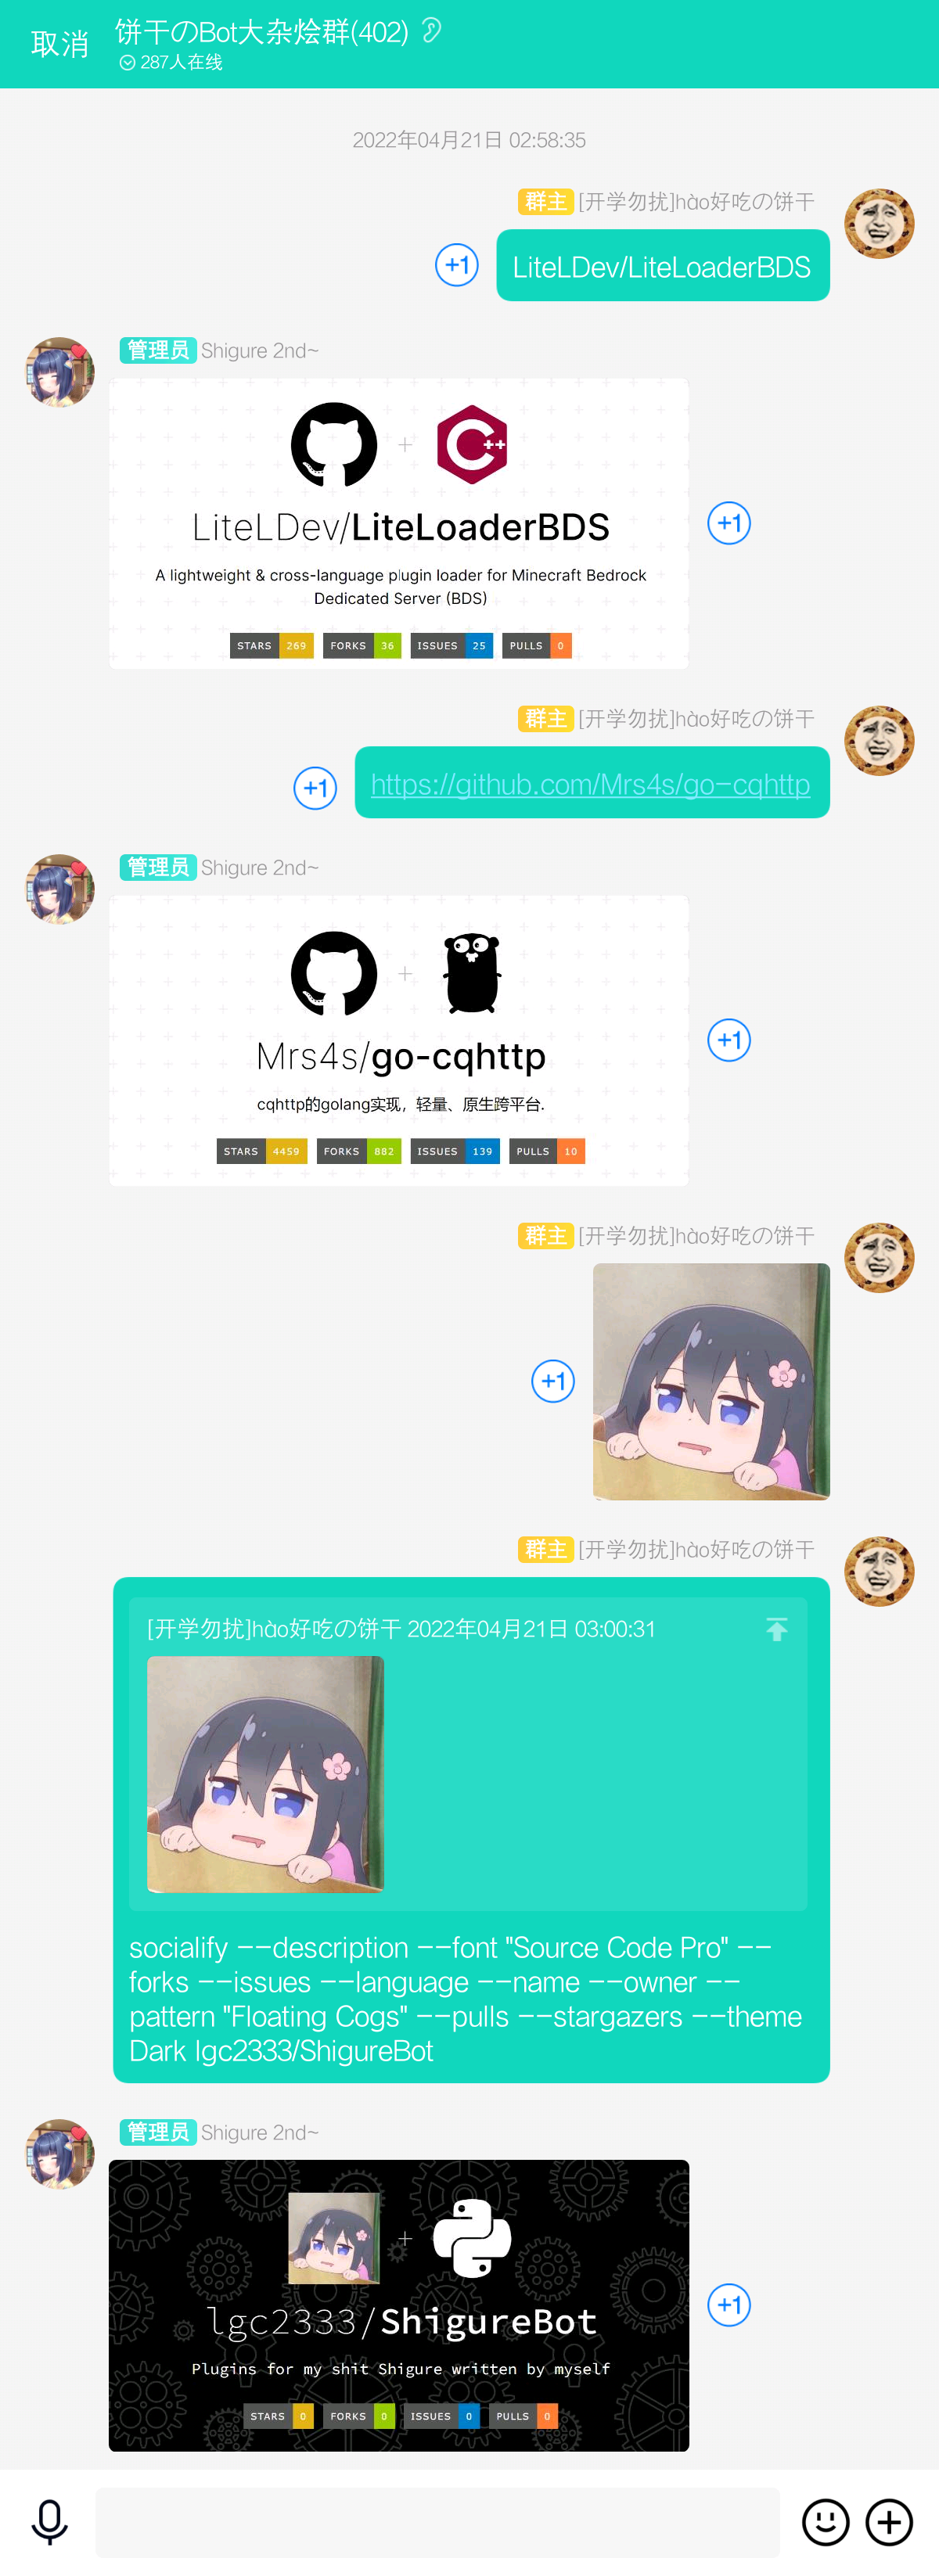 取消
饼干のBot大杂烩群(402)
287人在线
2022年04月21日 02:58:35
群主 [开学勿扰]hào好吃の饼干
+1
LiteLDev/LiteLoaderBDS
管理员 Shigure 2nd~
+
C++
LiteLDev/LiteLoaderBDS
A lightweight & cross-language plugin loader for Minecraft Bedrock
Dedicated Server (BDS)
STARS 269 FORKS 36 ISSUES 25 PULLS 0
+1
群主 [开学勿扰]hào好吃の饼干
+1
https://github.com/Mrs4s/go-cqhttp
管理员 Shigure 2nd~
+
Mrs4s/go-cqhttp
cqhttp的golang实现，轻量、原生跨平台.
STARS 4459 FORKS 882 ISSUES 139 PULLS 10
+1
群主 [开学勿扰]hào好吃の饼干
+1
群主 [开学勿扰]hào好吃の饼干
[开学勿扰]hào好吃の饼干 2022年04月21日 03:00:31
socialify --description --font "Source Code Pro" --
forks --issues --language --name --owner --
pattern "Floating Cogs" --pulls --stargazers --theme
Dark lgc2333/ShigureBot
管理员 Shigure 2nd~
+
lgc2333/ShigureBot
Plugins for my shit Shigure written by myself
STARS 0 FORKS 0 ISSUES 0 PULLS 0
+1